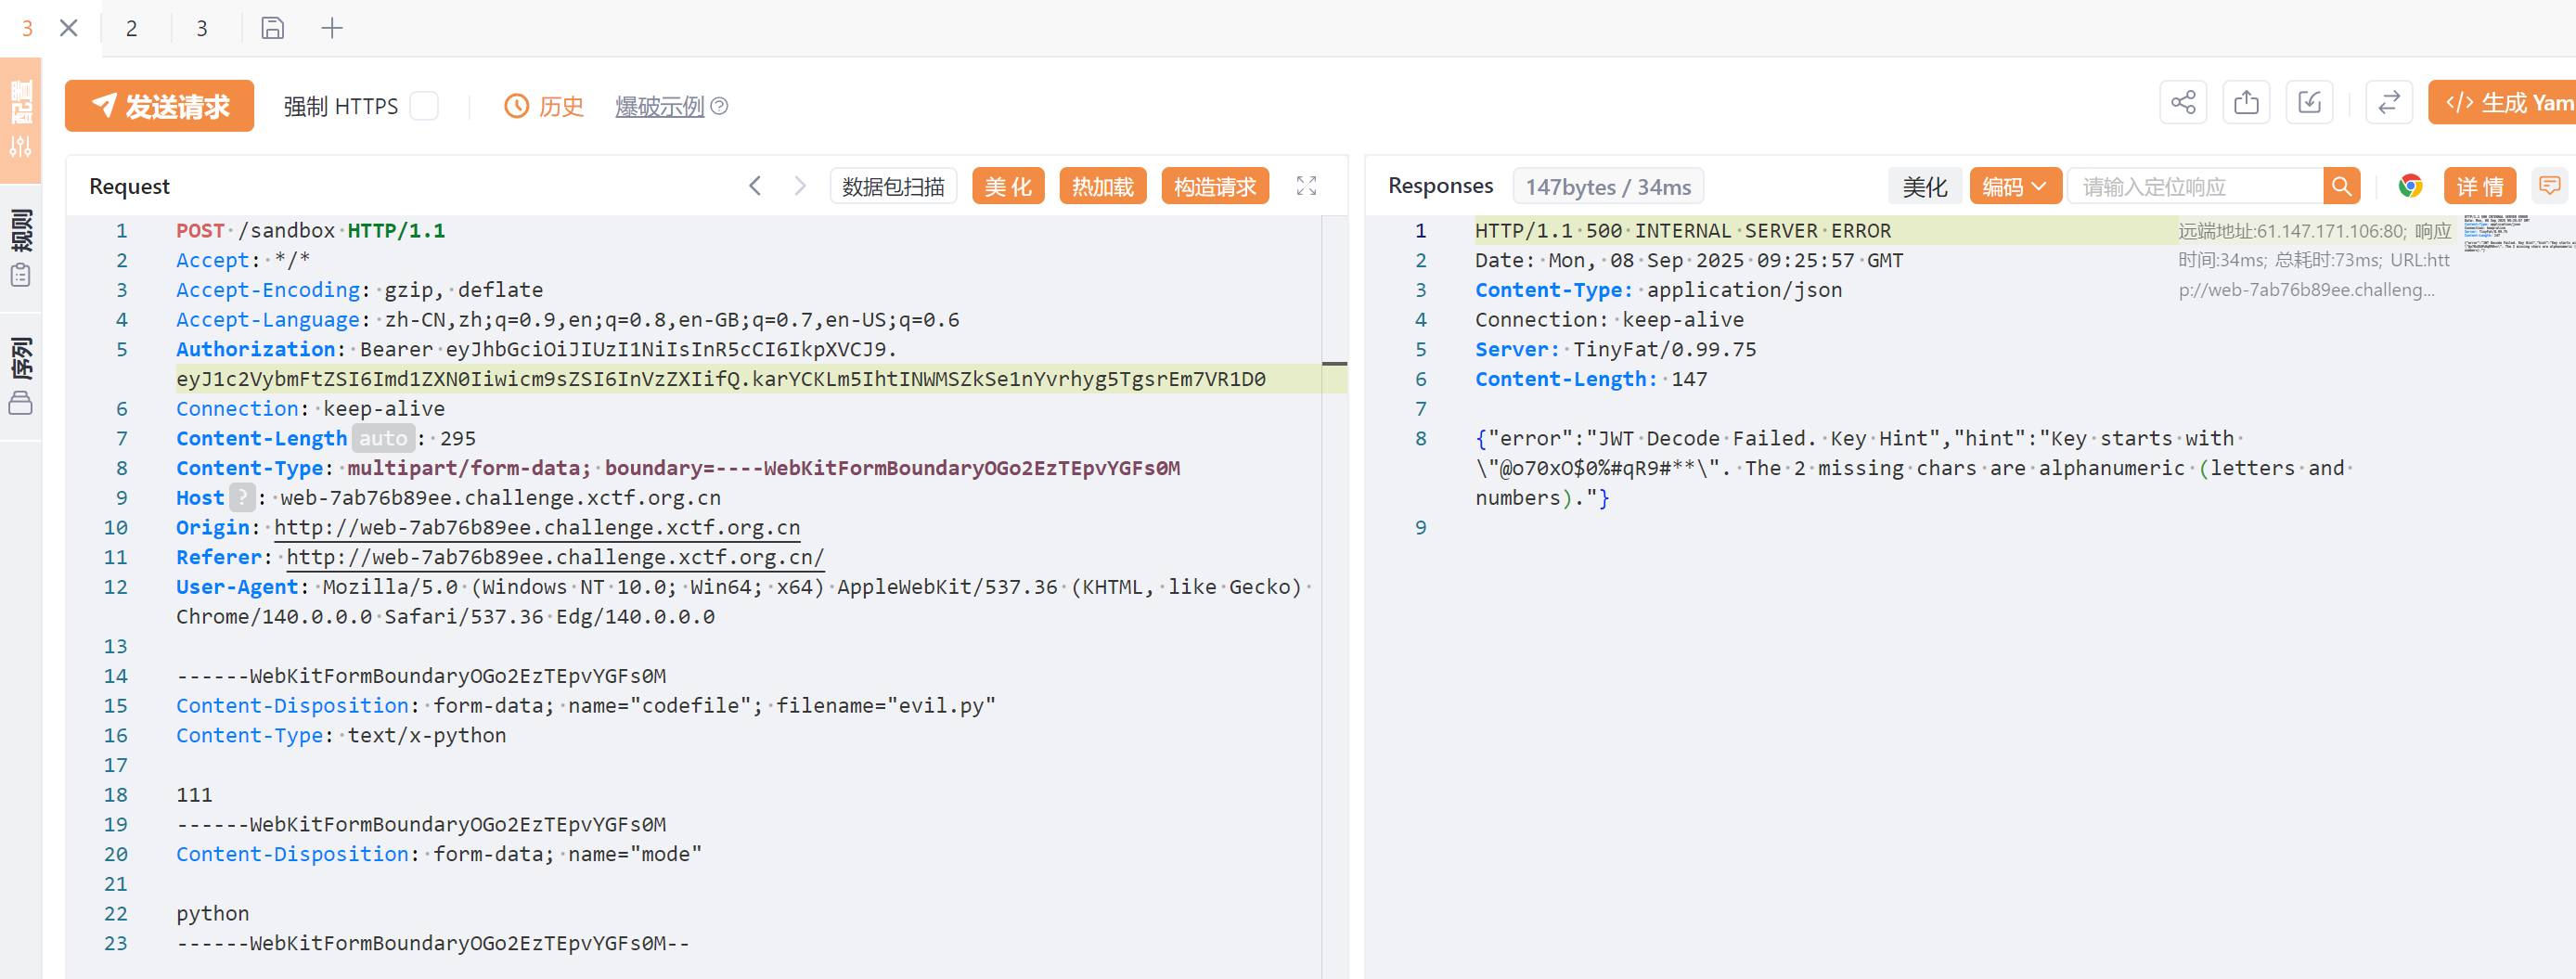 3 2 3
配置
规则
序列
发送请求 强制 HTTPS 历史 爆破示例 生成 Yam
Request 数据包扫描 美化 热加载 构造请求
1 POST /sandbox HTTP/1.1
2 Accept: */*
3 Accept-Encoding: gzip, deflate
4 Accept-Language: zh-CN,zh;q=0.9,en;q=0.8,en-GB;q=0.7,en-US;q=0.6
5 Authorization: Bearer eyJhbGciOiJIUzI1NiIsInR5cCI6IkpXVCJ9.
eyJ1c2VybmFtZSI6Imd1ZXN0Iiwicm9sZSI6InVzZXIifQ.karYCKLm5IhtINWMSZkSe1nYvrhyg5TgsrEm7VR1D0
6 Connection: keep-alive
7 Content-Length auto: 295
8 Content-Type: multipart/form-data; boundary=----WebKitFormBoundaryOGo2EzTEpvYGFs0M
9 Host ?: web-7ab76b89ee.challenge.xctf.org.cn
10 Origin: http://web-7ab76b89ee.challenge.xctf.org.cn
11 Referer: http://web-7ab76b89ee.challenge.xctf.org.cn/
12 User-Agent: Mozilla/5.0 (Windows NT 10.0; Win64; x64) AppleWebKit/537.36 (KHTML, like Gecko)
Chrome/140.0.0.0 Safari/537.36 Edg/140.0.0.0
13
14 ------WebKitFormBoundaryOGo2EzTEpvYGFs0M
15 Content-Disposition: form-data; name="codefile"; filename="evil.py"
16 Content-Type: text/x-python
17
18 111
19 ------WebKitFormBoundaryOGo2EzTEpvYGFs0M
20 Content-Disposition: form-data; name="mode"
21
22 python
23 ------WebKitFormBoundaryOGo2EzTEpvYGFs0M--
Responses 147bytes / 34ms 美化 编码 请输入定位响应 详情
1 HTTP/1.1 500 INTERNAL SERVER ERROR
2 Date: Mon, 08 Sep 2025 09:25:57 GMT
3 Content-Type: application/json
4 Connection: keep-alive
5 Server: TinyFat/0.99.75
6 Content-Length: 147
7
8 {"error":"JWT Decode Failed. Key Hint","hint":"Key starts with
\"@o70xO$0%#qR9#**\". The 2 missing chars are alphanumeric (letters and
numbers)."}
9
远端地址:61.147.171.106:80; 响应
时间:34ms; 总耗时:73ms; URL:htt
p://web-7ab76b89ee.challeng...